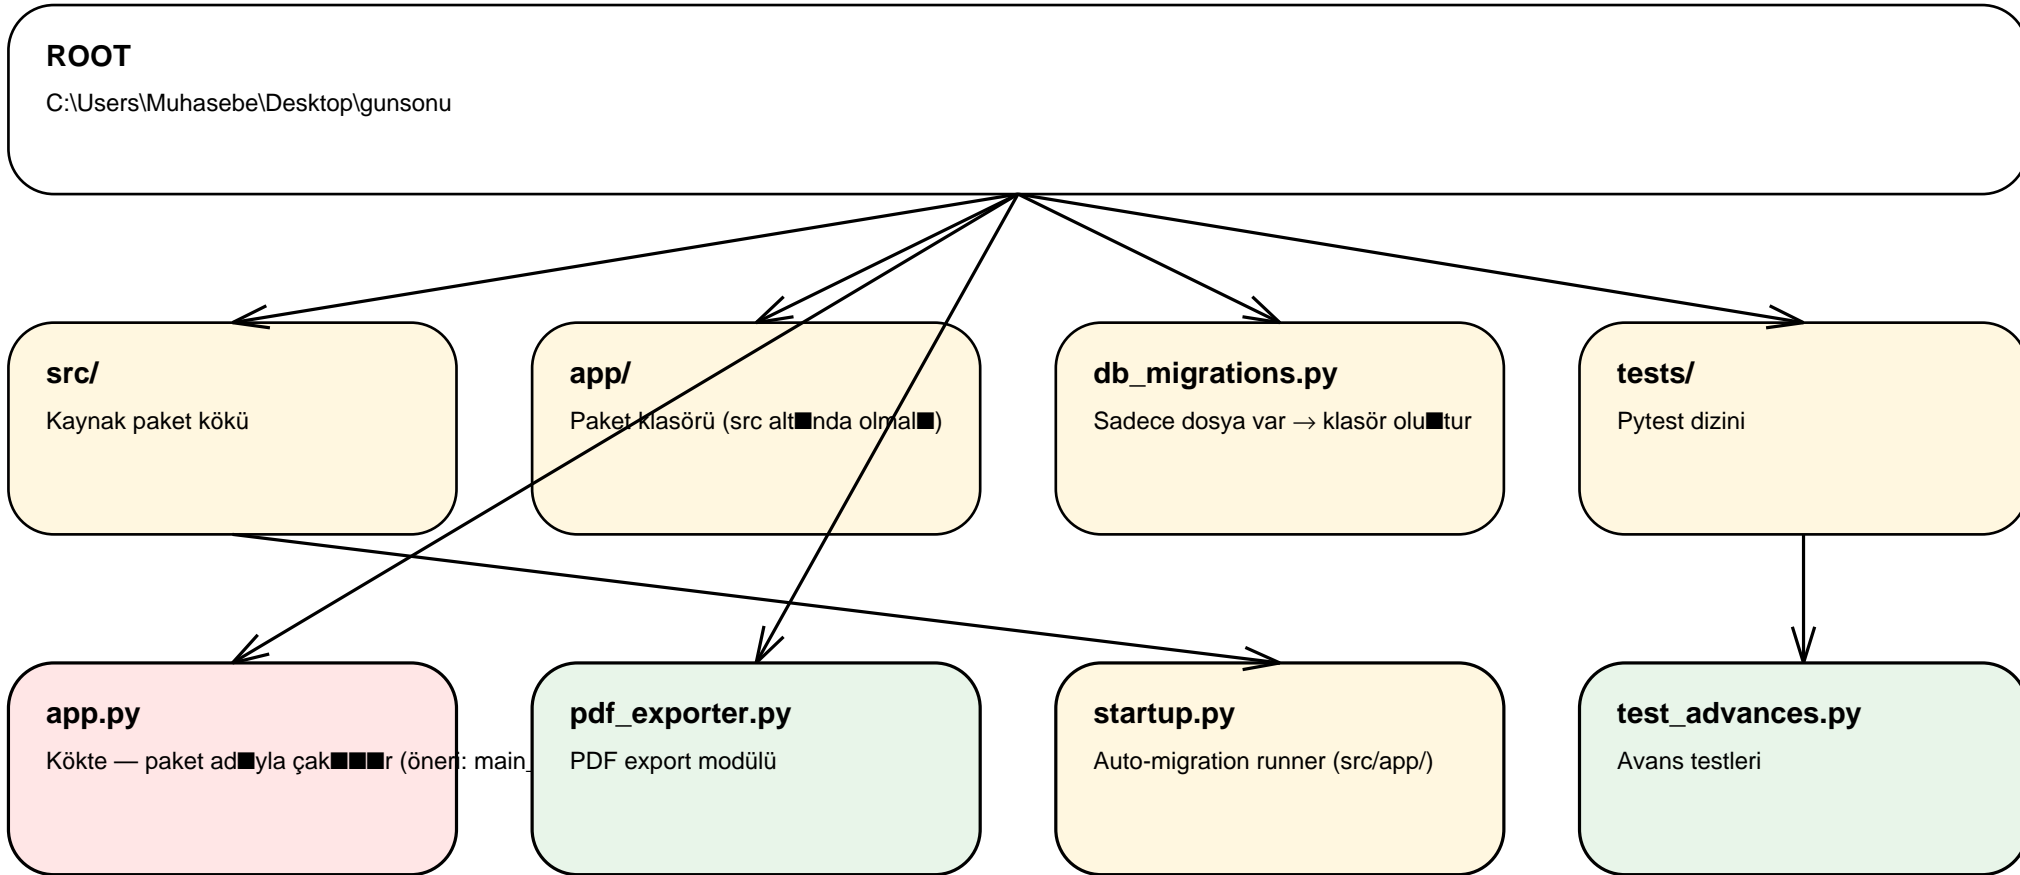 ROOT
C:\Users\Muhasebe\Desktop\gunsonu
src/
Kaynak paket kökü
app/
Paket klasörü (src alt■nda olmal■)
db_migrations.py
Sadece dosya var → klasör olu■tur
tests/
Pytest dizini
app.py
Kökte — paket ad■yla çak■■■r (öneri: main_
pdf_exporter.py
PDF export modülü
startup.py
Auto-migration runner (src/app/)
test_advances.py
Avans testleri